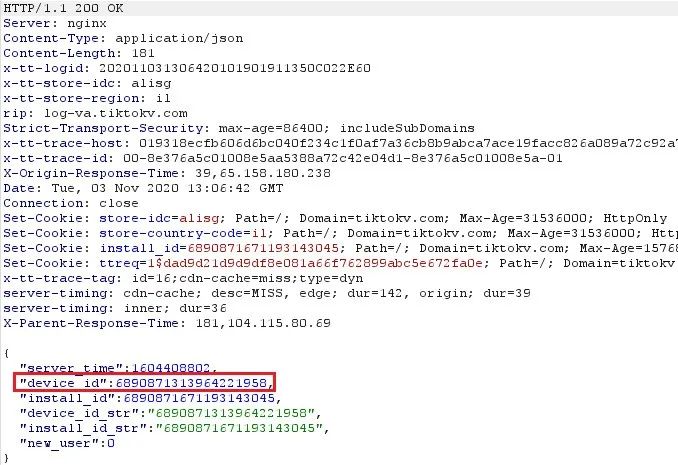 HTTP/1.1 200 OK
Server: nginx
Content-Type: application/json
Content-Length: 181
x-tt-logid: 202011031306420101901911350C022E60
x-tt-store-idc: alisg
x-tt-store-region: il
rip: log-va.tiktokv.com
Strict-Transport-Security: max-age=86400; includeSubDomains
x-tt-trace-host: 019318ecfb606d6bc040f234c1f0af7a36cb8b9abca7ace19facc826a089a72c92a7
x-tt-trace-id: 00-8e376a5c01008e5aa5388a72c42e04d1-8e376a5c01008e5a-01
X-Origin-Response-Time: 39,65.158.180.238
Date: Tue, 03 Nov 2020 13:06:42 GMT
Connection: close
Set-Cookie: store-idc=alisg; Path=/; Domain=tiktokv.com; Max-Age=31536000; HttpOnly
Set-Cookie: store-country-code=il; Path=/; Domain=tiktokv.com; Max-Age=31536000; Ht
Set-Cookie: install_id=6890871671193143045; Path=/; Domain=tiktokv.com; Max-Age=1576
Set-Cookie: ttreq=1$dad9d21d9d9df8e081a66f762899abc5e672fa0e; Path=/; Domain=tiktok
x-tt-trace-tag: id=16;cdn-cache=miss;type=dyn
server-timing: cdn-cache; desc=MISS, edge; dur=142, origin; dur=39
server-timing: inner; dur=36
X-Parent-Response-Time: 181,104.115.80.69
{
"server_time":1604408802,
"device_id":6890871313964221958,
"install_id":6890871671193143045,
"device_id_str":"6890871313964221958",
"install_id_str":"6890871671193143045",
"new_user":0
}